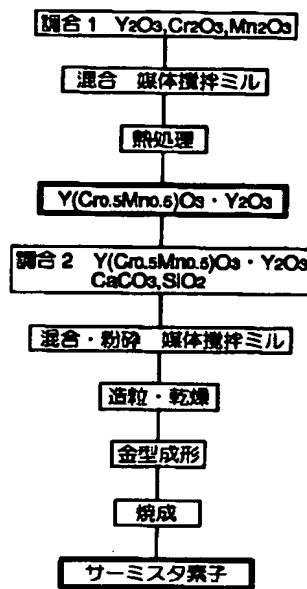 調合1 Y2O3,Cr2O3,Mn2O3
混合 媒体攪拌ミル
熱処理
Y(Cr0.5Mn0.5)O3・Y2O3
調合2 Y(Cr0.5Mn0.5)O3・Y2O3
CaCO3,SiO2
混合・粉砕 媒体攪拌ミル
造粒・乾燥
金型成形
焼成
サーミスタ素子